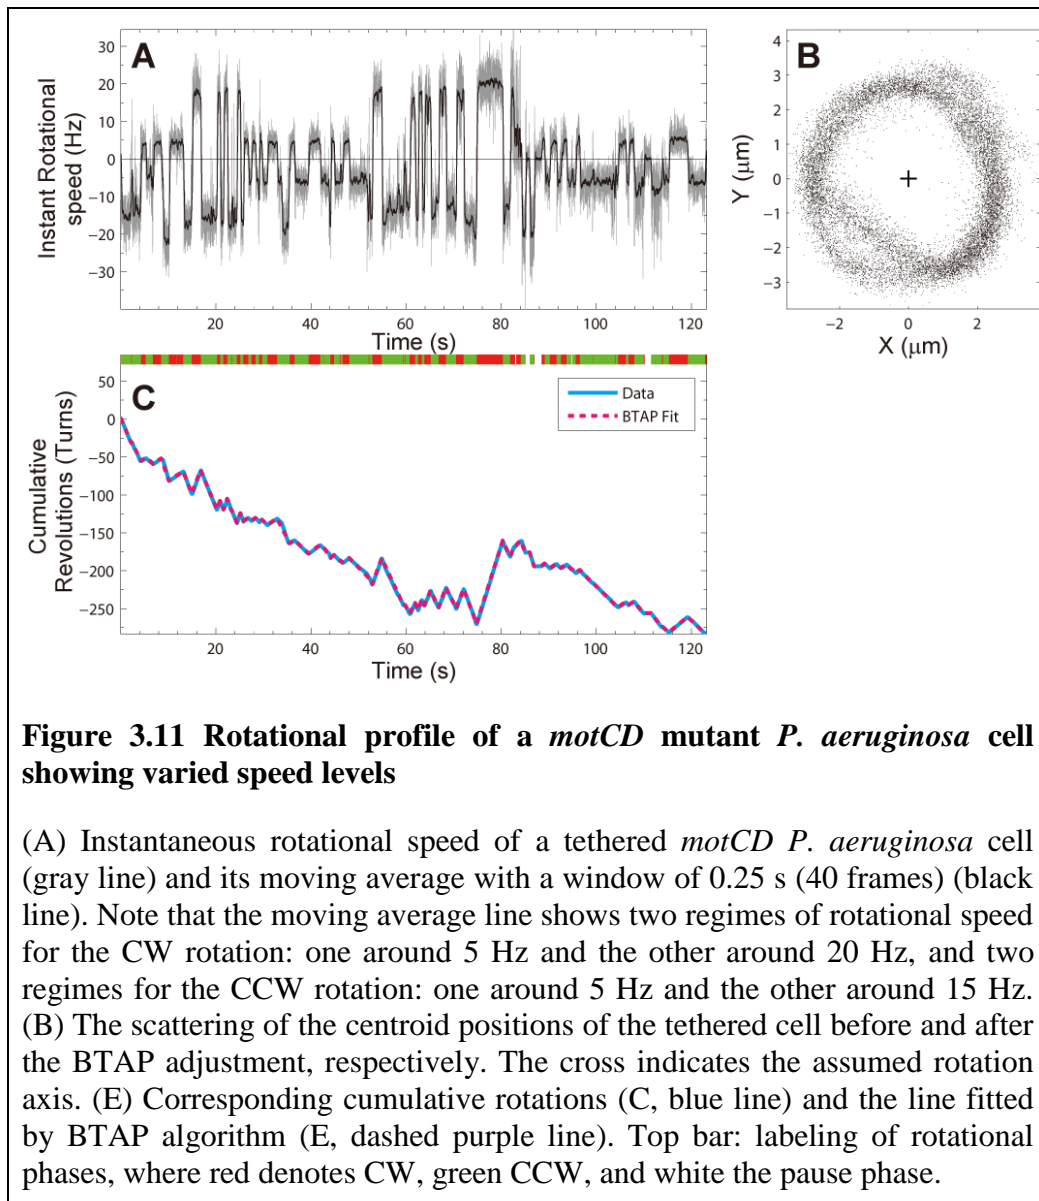 A
Instant Rotational
speed (Hz)
30
20
10
0
−10
−20
−30
20
40
60
80
100
120
Time (s)
B
Y (μm)
4
3
2
1
0
−1
−2
−3
−2
0
2
X (μm)
C
Cumulative
Revolutions (Turns)
50
0
−50
−100
−150
−200
−250
Data
BTAP Fit
20
40
60
80
100
120
Time (s)
Figure 3.11 Rotational profile of a motCD mutant P. aeruginosa cell
showing varied speed levels
(A) Instantaneous rotational speed of a tethered motCD P. aeruginosa cell
(gray line) and its moving average with a window of 0.25 s (40 frames) (black
line). Note that the moving average line shows two regimes of rotational speed
for the CW rotation: one around 5 Hz and the other around 20 Hz, and two
regimes for the CCW rotation: one around 5 Hz and the other around 15 Hz.
(B) The scattering of the centroid positions of the tethered cell before and after
the BTAP adjustment, respectively. The cross indicates the assumed rotation
axis. (E) Corresponding cumulative rotations (C, blue line) and the line fitted
by BTAP algorithm (E, dashed purple line). Top bar: labeling of rotational
phases, where red denotes CW, green CCW, and white the pause phase.